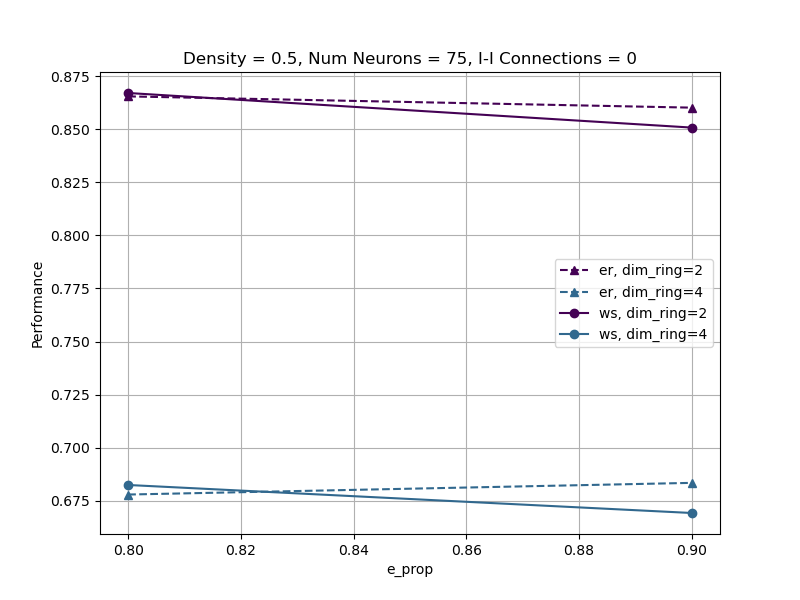 Density = 0.5, Num Neurons = 75, I-I Connections = 0
0.875
0.850
0.825
0.800
0.775
0.750
0.725
0.700
0.675
Performance
er, dim_ring=2
er, dim_ring=4
ws, dim_ring=2
ws, dim_ring=4
0.80 0.82 0.84 0.86 0.88 0.90
e_prop